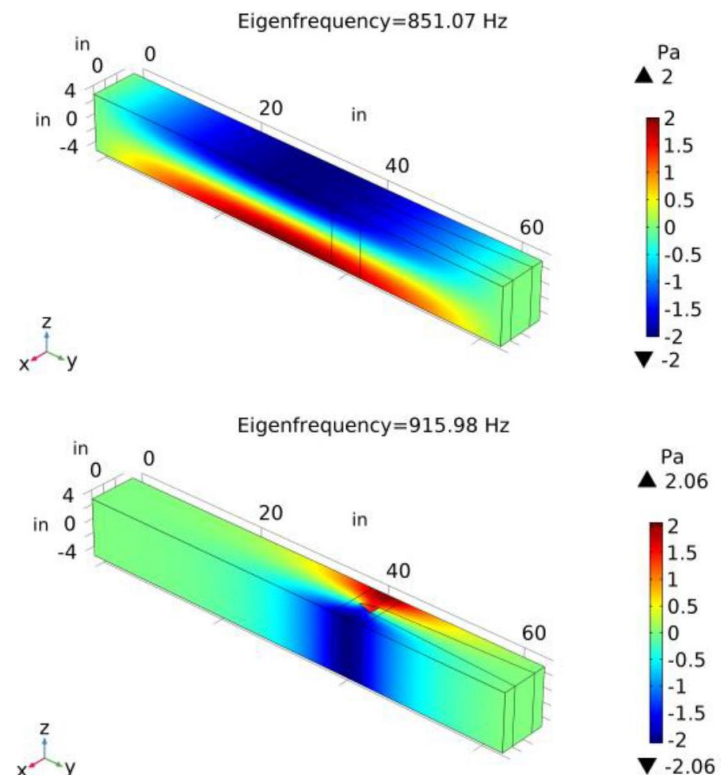 Eigenfrequency=851.07 Hz
in
0
0
4
in 0
-4
20
in
40
60
Pa
▲ 2
2
1.5
1
0.5
0
-0.5
-1
-1.5
-2
▼ -2
z
x
y
Eigenfrequency=915.98 Hz
in
0
0
4
in 0
-4
20
in
40
60
Pa
▲ 2.06
2
1.5
1
0.5
0
-0.5
-1
-1.5
-2
▼ -2.06
z
x
y